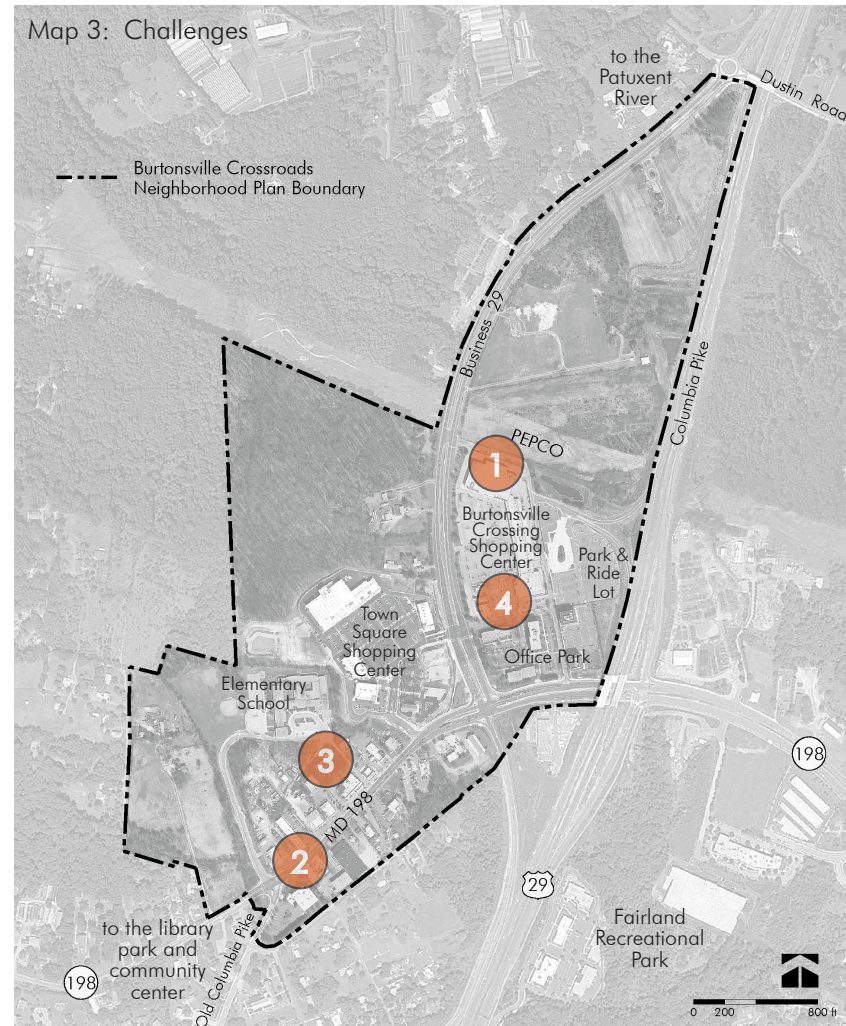 Map 3: Challenges
to the
Patuxent
River
Dustin Road
Burtonsville Crossroads
Neighborhood Plan Boundary
Business 29
Columbia Pike
PEPCO
1
Burtonsville
Crossing
Shopping
Center
Park &
Ride
Lot
4
Town
Square
Shopping
Center
Office Park
Elementary
School
3
198
MD 198
2
29
Fairland
Recreational
Park
to the library
park and
community
center
Old Columbia Pike
198
0 200 800 ft